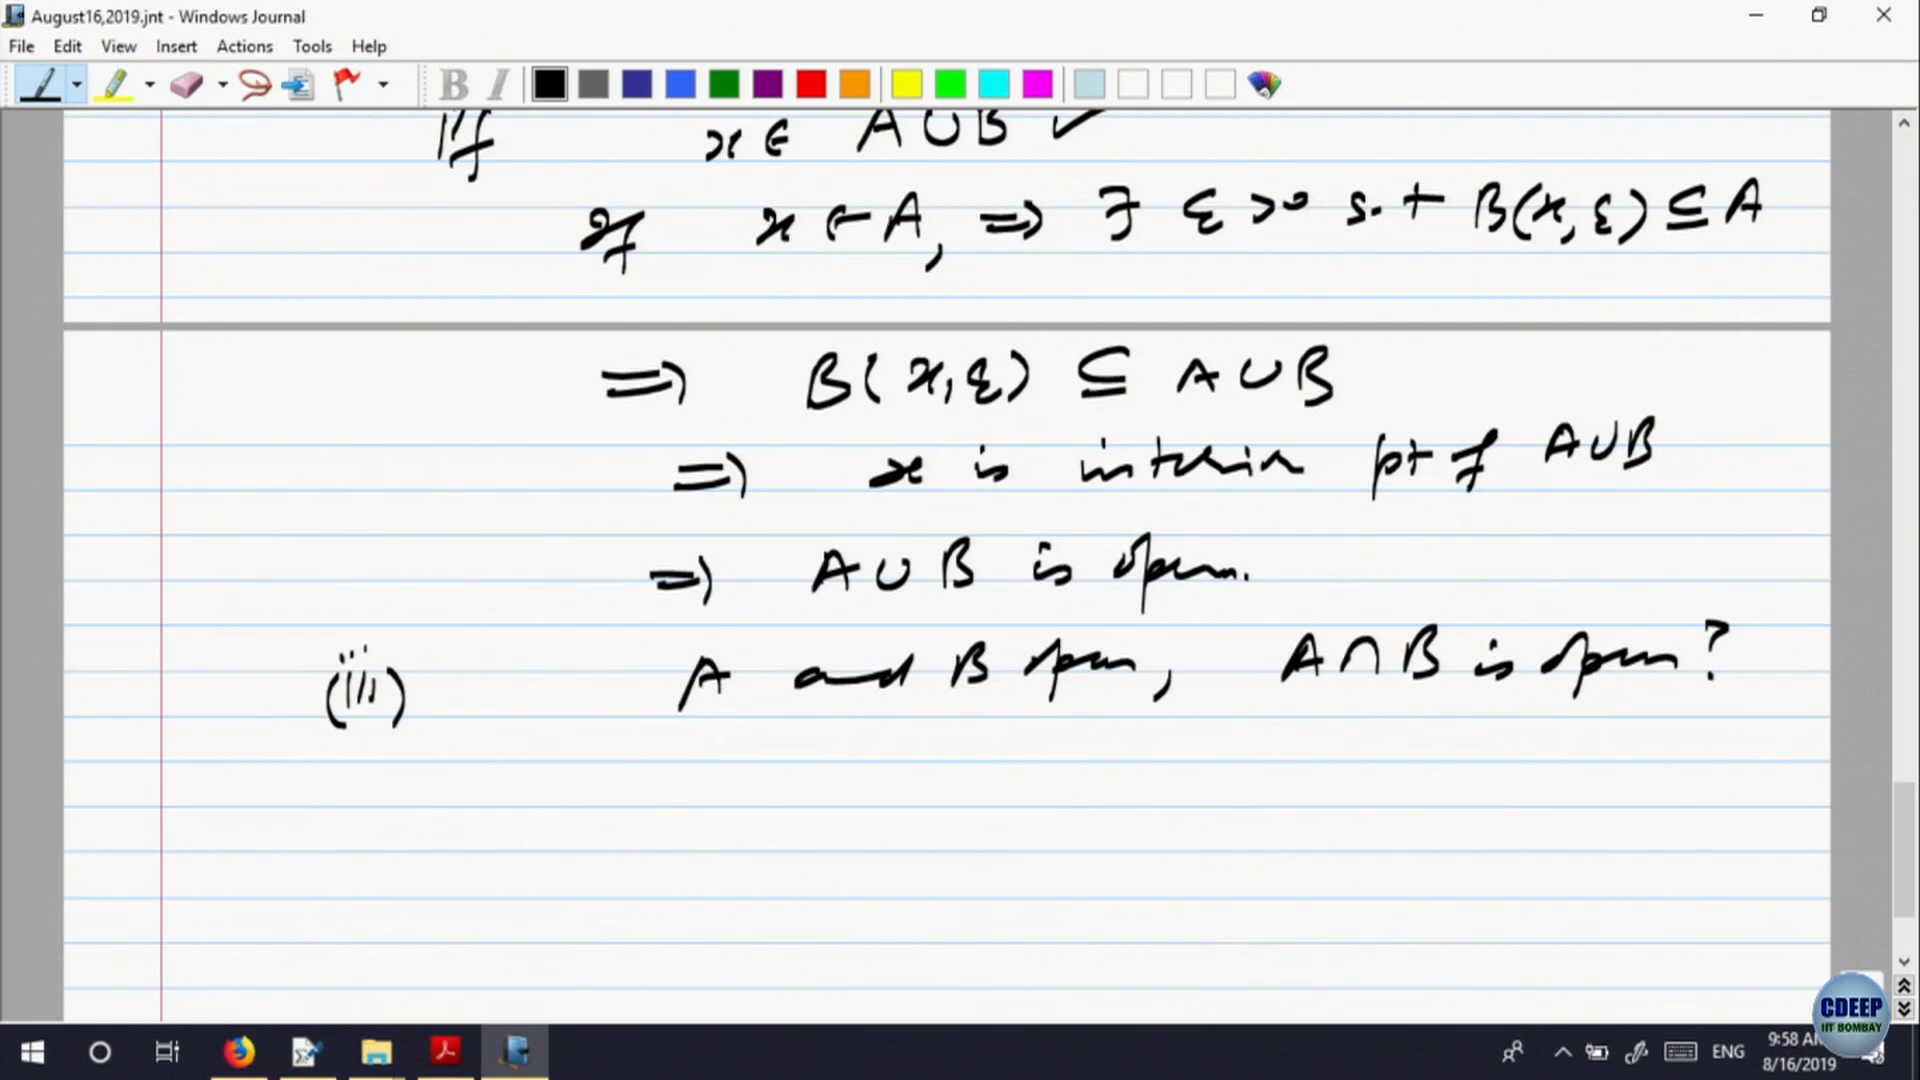 August16,2019.jnt - Windows Journal
File Edit View Insert Actions Tools Help
B I
Pf x ∈ A ∪ B ✓
If x ∈ A, ⇒ ∃ ε > 0 s.t B(x, ε) ⊆ A
⇒ B(x, ε) ⊆ A ∪ B
⇒ x is interior pt of A ∪ B
⇒ A ∪ B is open.
(iii) A and B open, A ∩ B is open?
CDEEP
IIT BOMBAY
ENG
9:58 AM
8/16/2019